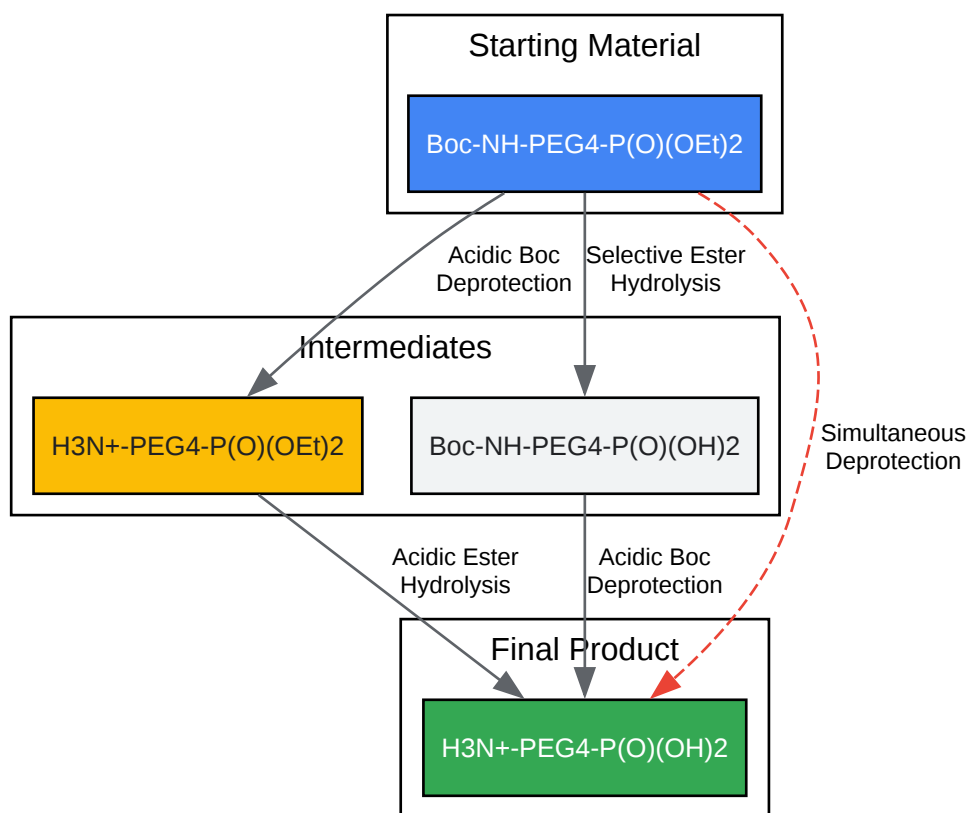 Starting Material
Boc-NH-PEG4-P(O)(OEt)2
Acidic Boc
Deprotection
Selective Ester
Hydrolysis
Intermediates
H3N+-PEG4-P(O)(OEt)2
Boc-NH-PEG4-P(O)(OH)2
Simultaneous
Deprotection
Acidic Ester
Hydrolysis
Acidic Boc
Deprotection
Final Product
H3N+-PEG4-P(O)(OH)2